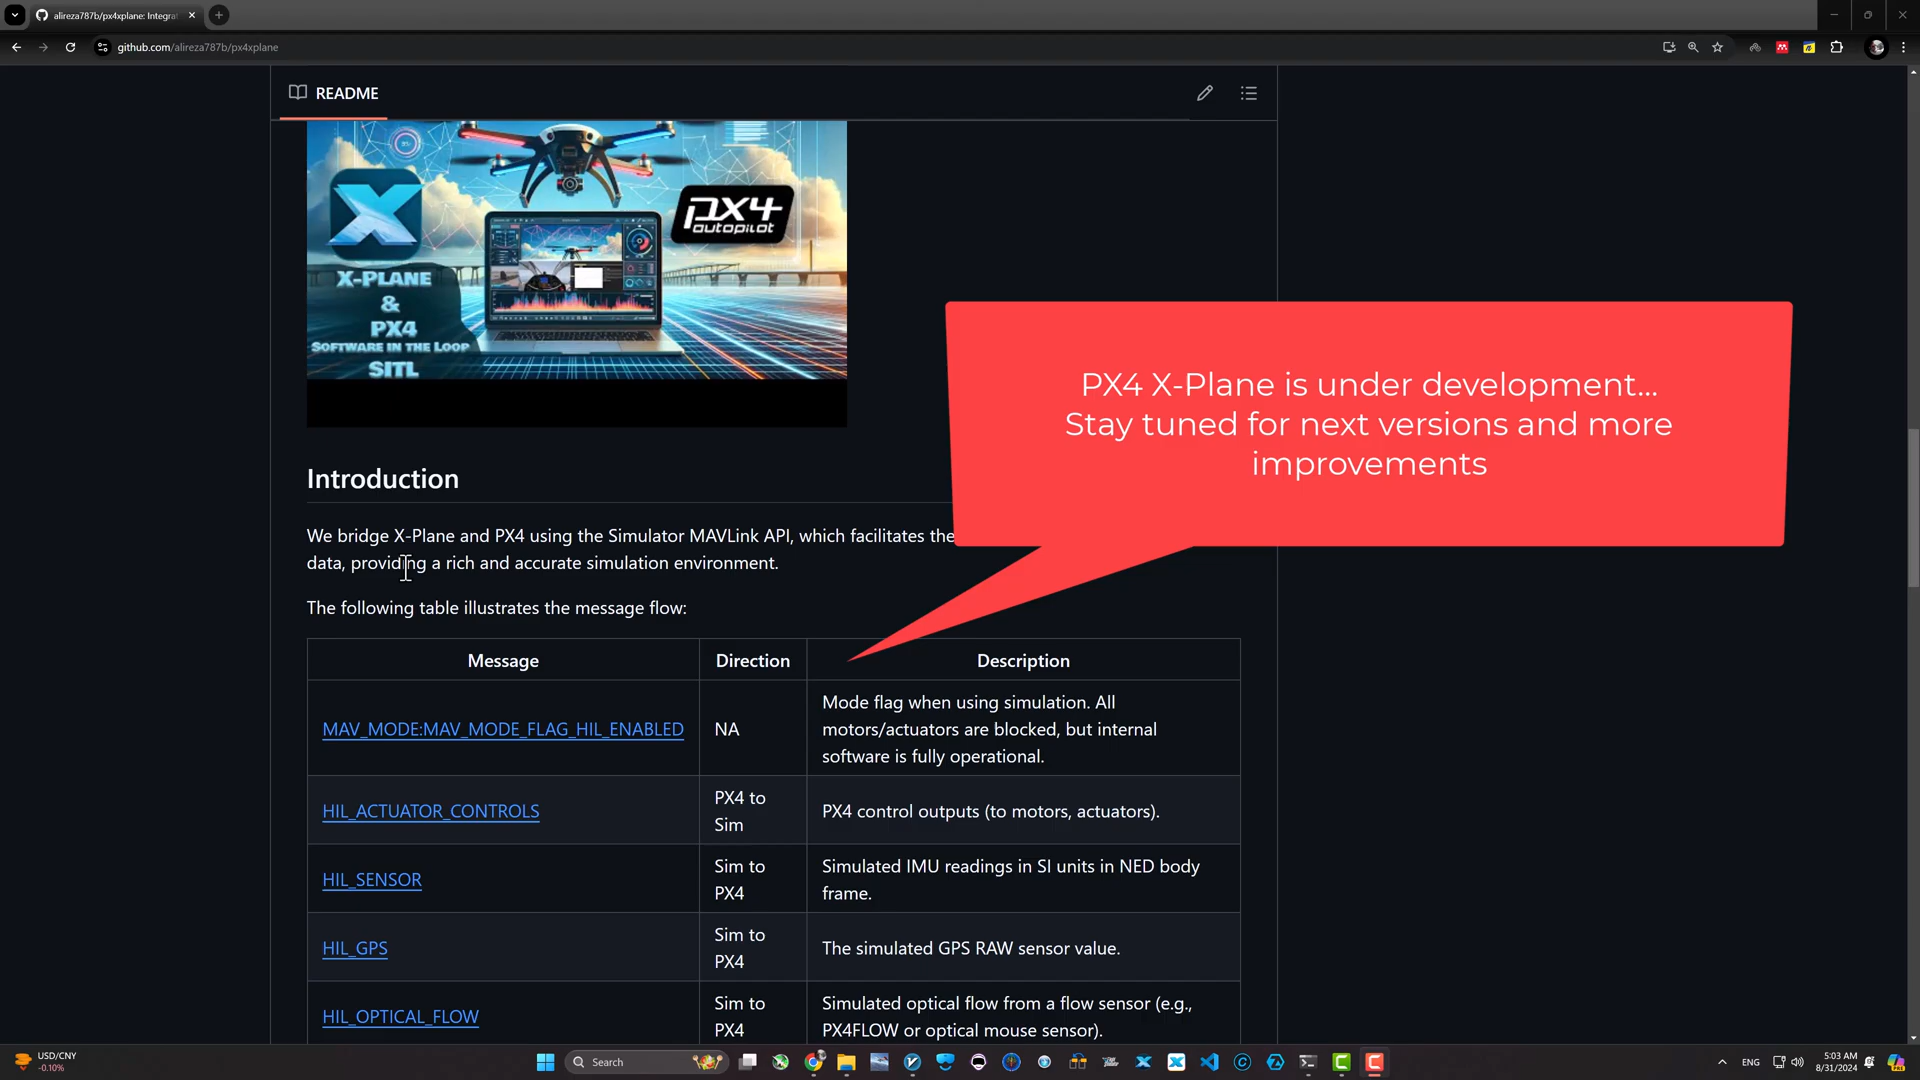 alireza787b/px4xplane: Integrat
github.com/alireza787b/px4xplane
README
X-PLANE
&
PX4
SOFTWARE IN THE LOOP
SITL
PX4
autopilot
PX4 X-Plane is under development...
Stay tuned for next versions and more
improvements
Introduction
We bridge X-Plane and PX4 using the Simulator MAVLink API, which facilitates the
data, providing a rich and accurate simulation environment.
The following table illustrates the message flow:
Message Direction Description
MAV_MODE:MAV_MODE_FLAG_HIL_ENABLED NA Mode flag when using simulation. All
motors/actuators are blocked, but internal
software is fully operational.
HIL_ACTUATOR_CONTROLS PX4 to
Sim PX4 control outputs (to motors, actuators).
HIL_SENSOR Sim to
PX4 Simulated IMU readings in SI units in NED body
frame.
HIL_GPS Sim to
PX4 The simulated GPS RAW sensor value.
HIL_OPTICAL_FLOW Sim to
PX4 Simulated optical flow from a flow sensor (e.g.,
PX4FLOW or optical mouse sensor).
USD/CNY
-0.10%
Search
ENG
5:03 AM
8/31/2024